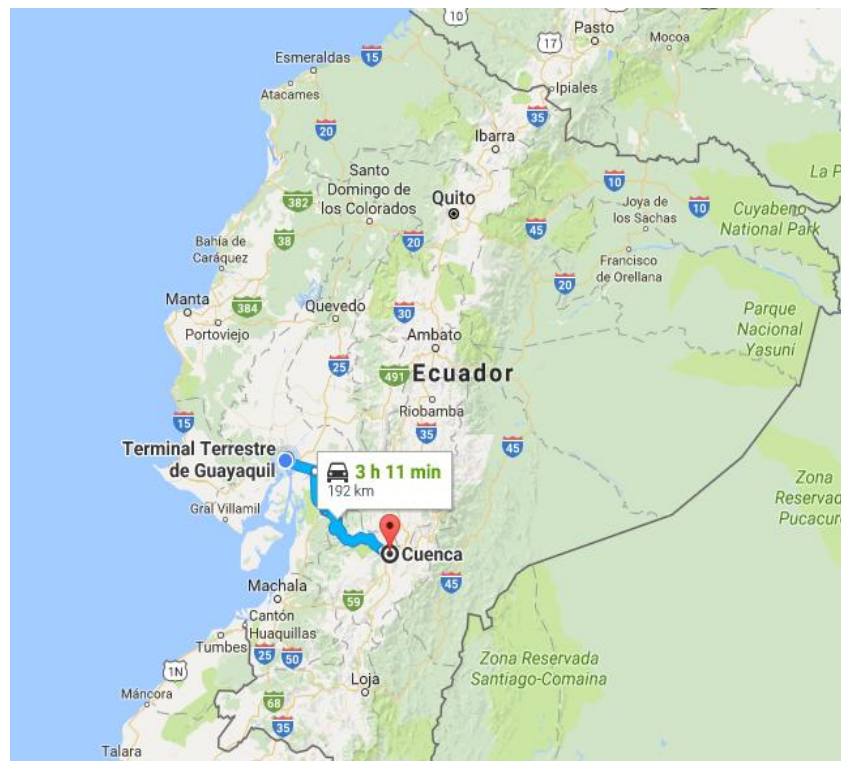 10
Pasto
17
Mocoa
Esmeraldas
15
Atacames
Ipiales
35
20
Ibarra
La P
Santo
Domingo de
los Colorados
10
382
Quito
Joya de
los Sachas
10
Cuyabeno
National Park
38
20
45
Bahía de
Caráquez
Francisco
de Orellana
20
Manta
384
Quevedo
30
Parque
Nacional
Yasuní
Portoviejo
Ambato
25
491
Ecuador
Riobamba
15
35
45
Terminal Terrestre
de Guayaquil
3 h 11 min
192 km
Zona
Reservada
Pucacur
Gral Villamil
Cuenca
Machala
59
45
Cantón
Huaquillas
Tumbes
25
50
1N
Zona Reservada
Santiago-Comaina
Loja
Máncora
68
35
Talara